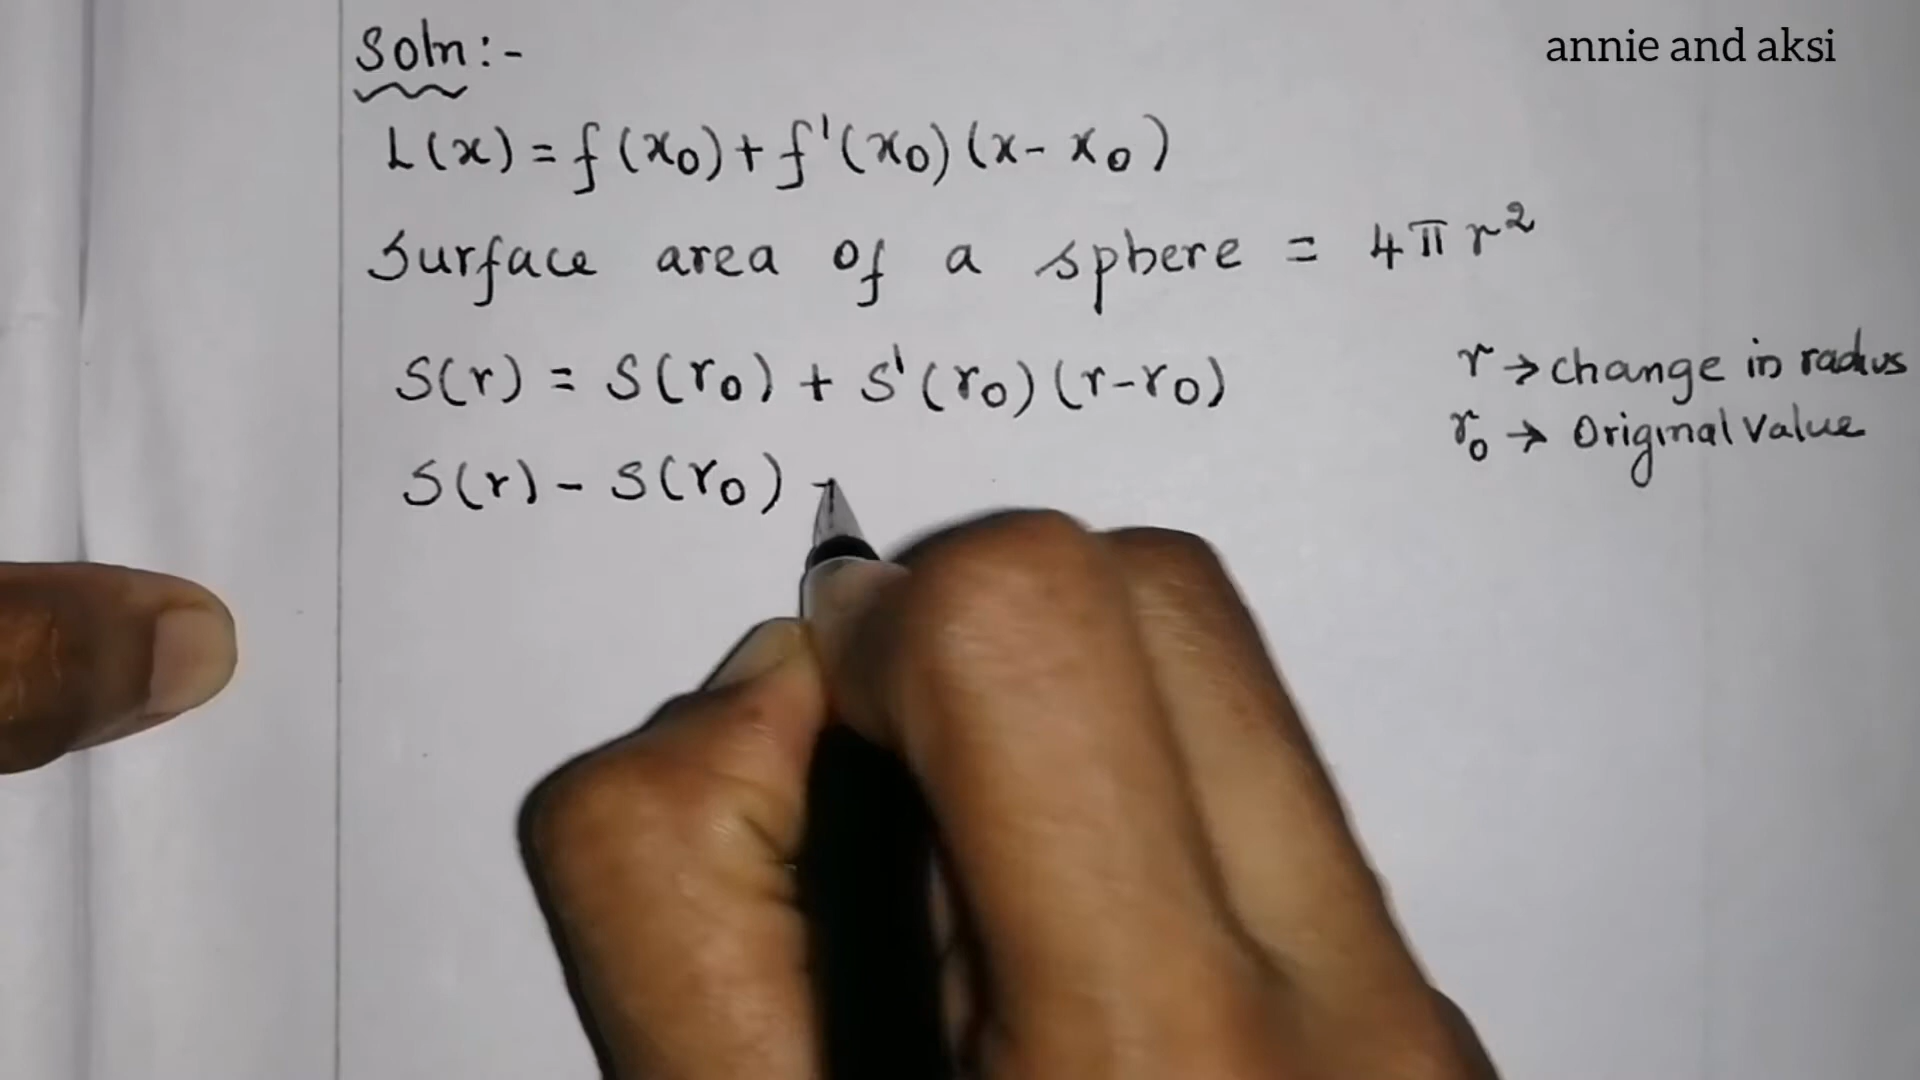 annie and aksi
Soln:-
L(x) = f(x₀) + f'(x₀) (x - x₀)
Surface area of a sphere = 4πr²
S(r) = S(r₀) + S'(r₀) (r - r₀)
r → change in radius
r₀ → Original value
S(r) - S(r₀) -